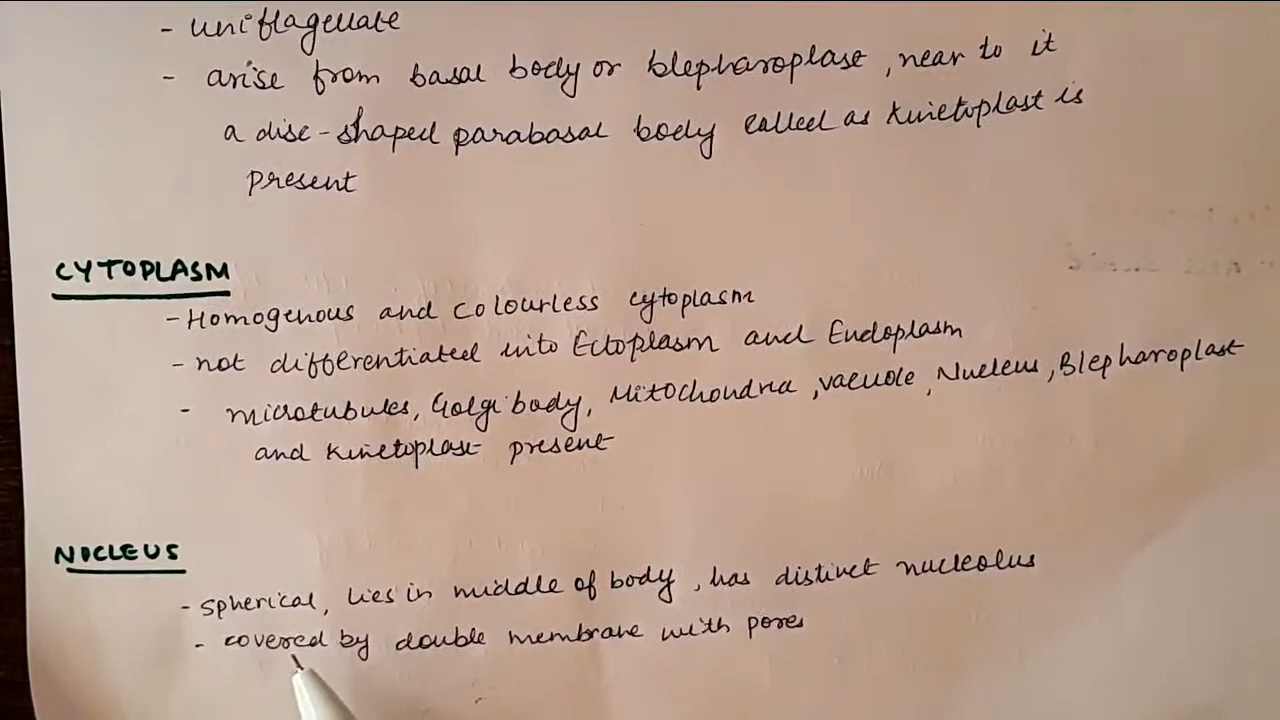 - uniflagellate
- arise from basal body or blepharoplast, near to it
a disc-shaped parabasal body called as Kinetoplast is
present
CYTOPLASM
- Homogenous and colourless cytoplasm
- not differentiated into Ectoplasm and Endoplasm
- microtubules, Golgi body, Mitochondria, vacuole, Nucleus, Blepharoplast
and Kinetoplast present
NUCLEUS
- spherical, lies in middle of body, has distinct nucleolus
- covered by double membrane with pores